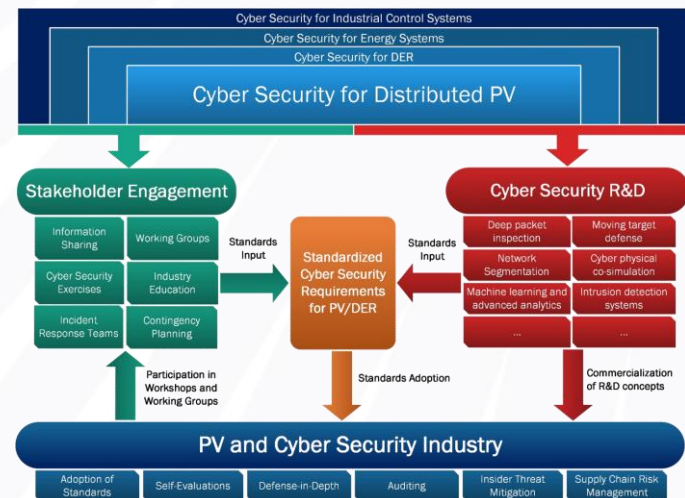 Cyber Security for Industrial Control Systems
Cyber Security for Energy Systems
Cyber Security for DER
Cyber Security for Distributed PV
Stakeholder Engagement
Information
Sharing
Working Groups
Cyber Security
Exercises
Industry
Education
Incident
Response Teams
Contingency
Planning
Standards
Input
Standardized
Cyber Security
Requirements
for PV/DER
Standards
Input
Cyber Security R&D
Deep packet
inspection
Moving target
defense
Network
Segmentation
Cyber physical
co-simulation
Machine learning and
advanced analytics
Intrusion detection
systems
...
...
Participation in
Workshops and
Working Groups
Standards Adoption
Commercialization
of R&D concepts
PV and Cyber Security Industry
Adoption of
Standards
Self-Evaluations
Defense-in-Depth
Auditing
Insider Threat
Mitigation
Supply Chain Risk
Management